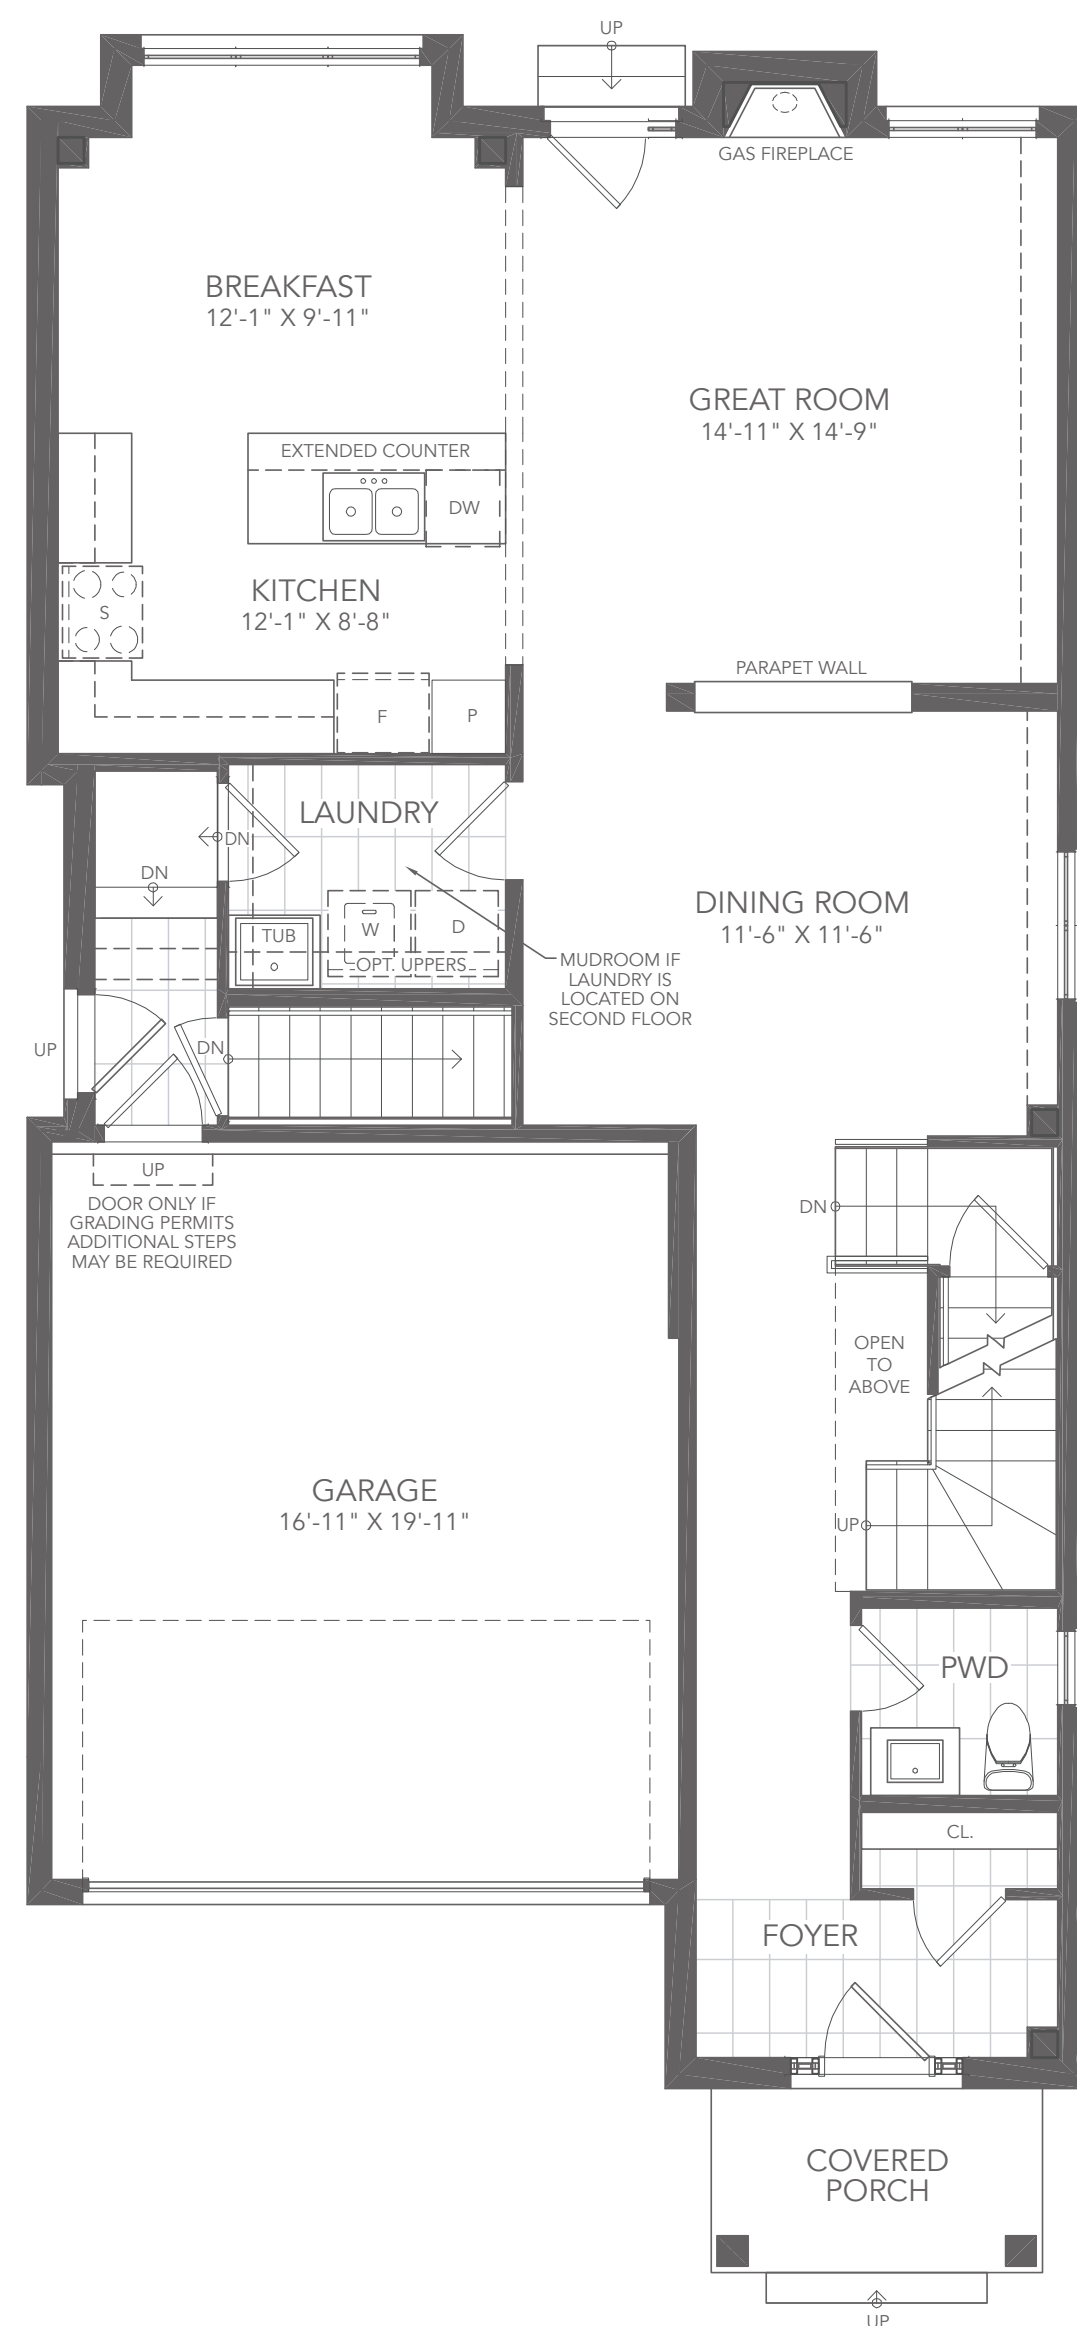 UP
GAS FIREPLACE
BREAKFAST
12'-1" X 9'-11"
GREAT ROOM
14'-11" X 14'-9"
EXTENDED COUNTER
DW
KITCHEN
12'-1" X 8'-8"
S
PARAPET WALL
F
P
LAUNDRY
DN
DN
DINING ROOM
11'-6" X 11'-6"
TUB
W
D
OPT. UPPERS
MUDROOM IF
LAUNDRY IS
LOCATED ON
SECOND FLOOR
UP
DN
UP
DOOR ONLY IF
GRADING PERMITS
ADDITIONAL STEPS
MAY BE REQUIRED
DN
OPEN
TO
ABOVE
GARAGE
16'-11" X 19'-11"
UP
PWD
CL.
FOYER
COVERED
PORCH
UP